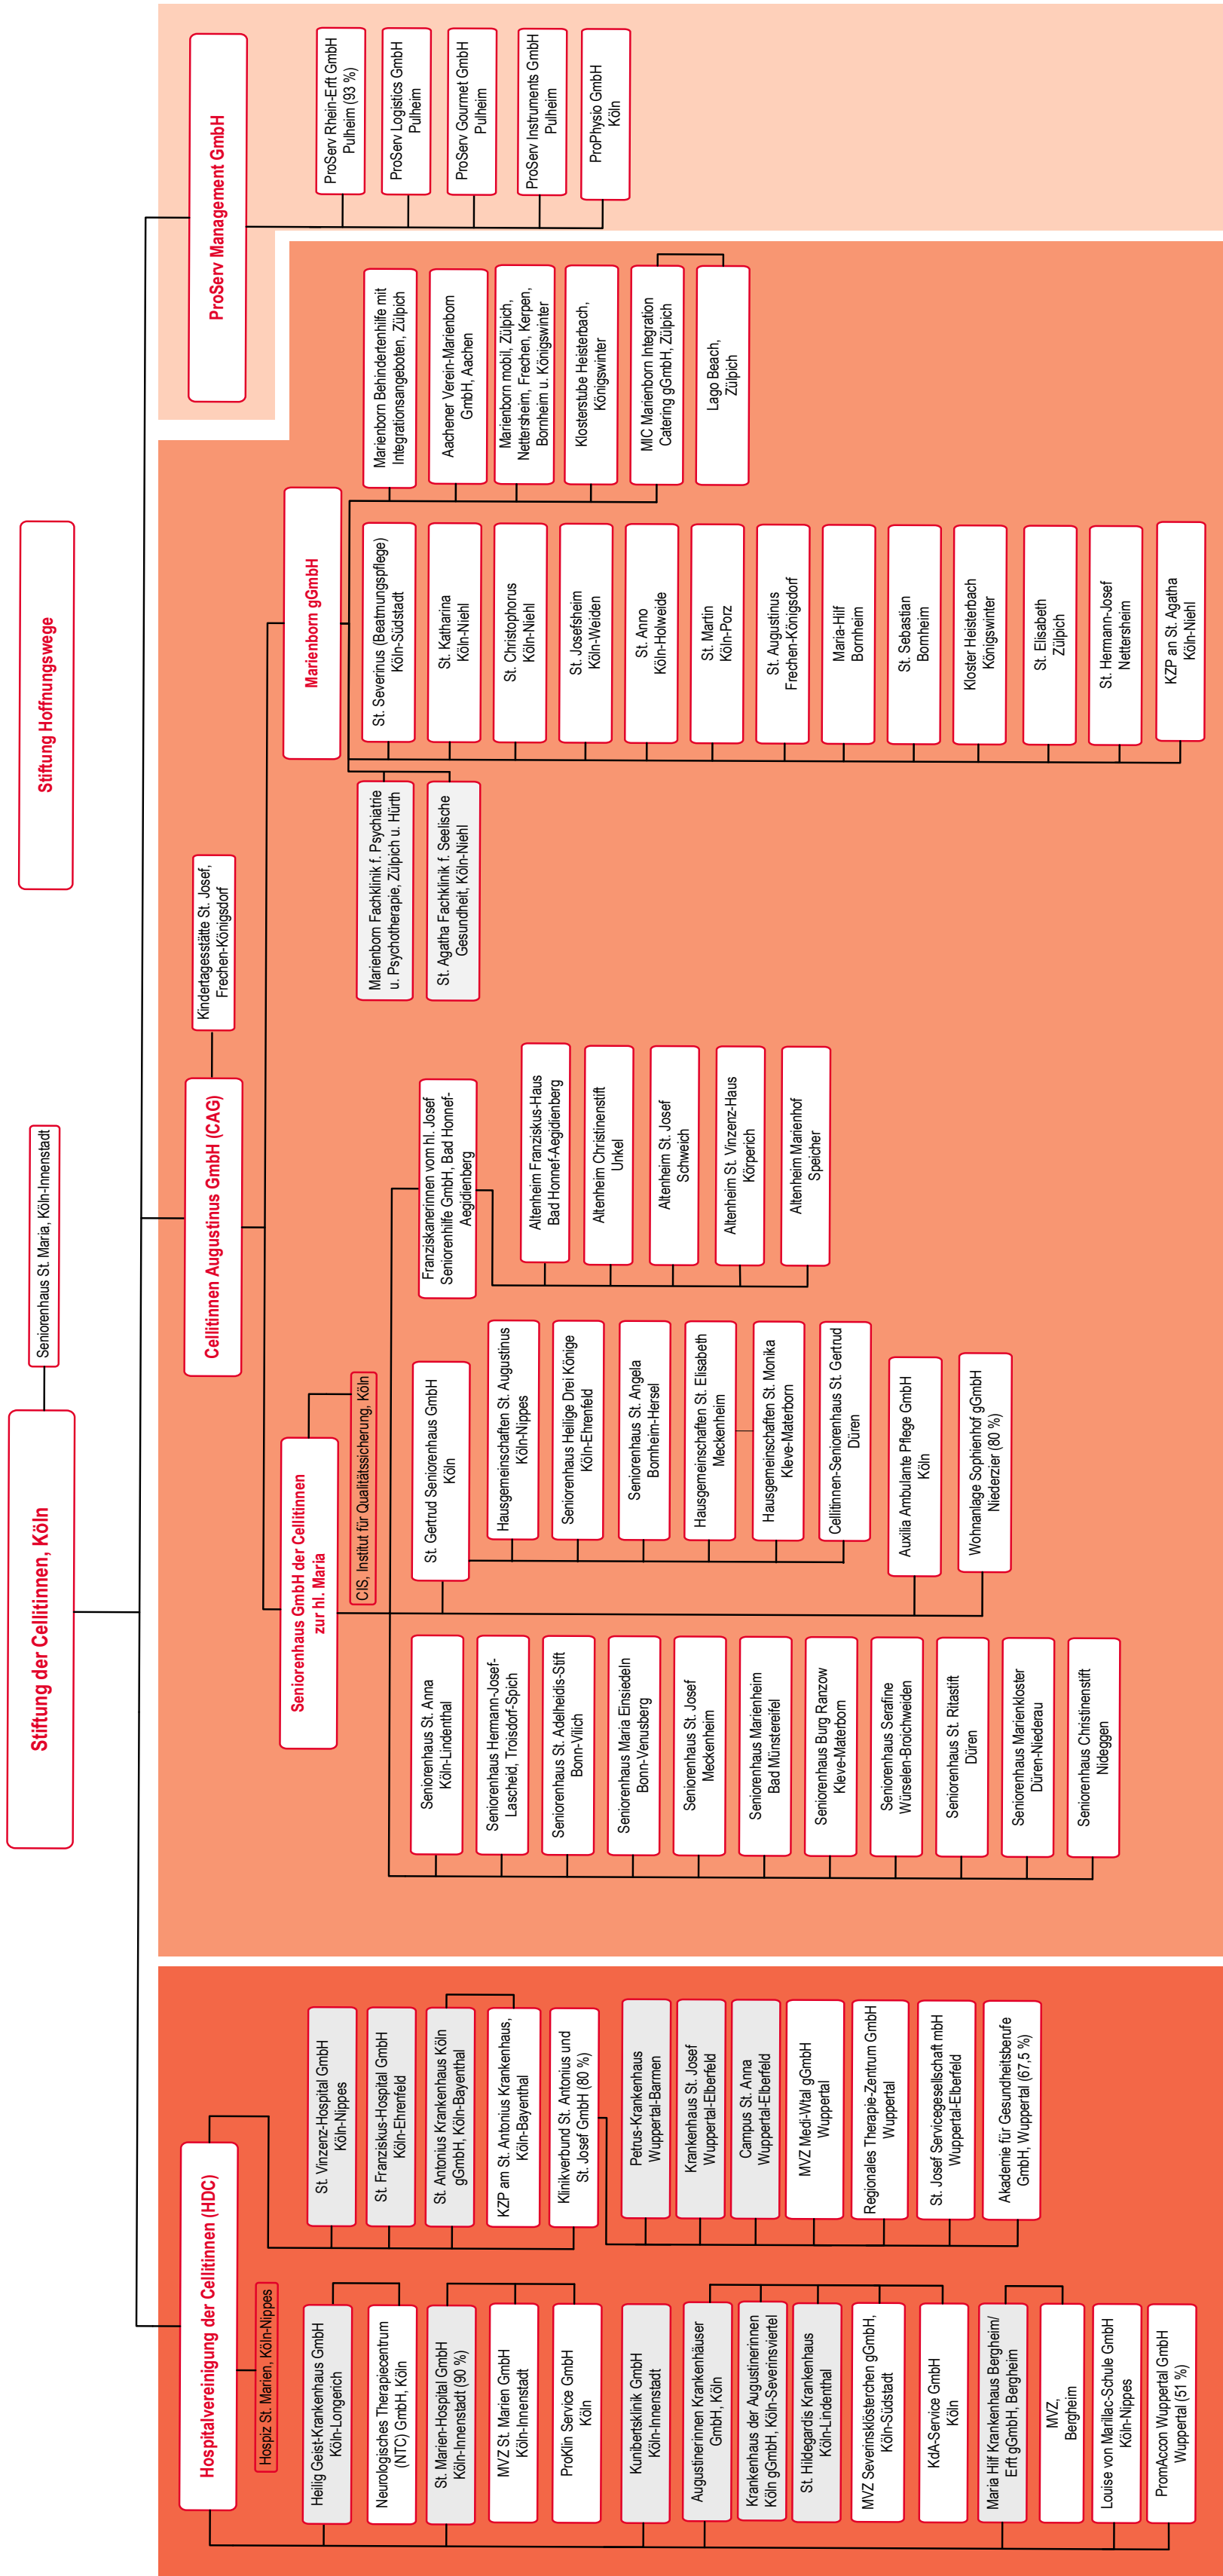 Stiftung der Cellitinnen, Köln
Seniorenhaus St. Maria, Köln-Innenstadt
Stiftung Hoffnungswege
Hospitalvereinigung der Cellitinnen (HDC)
Hospiz St. Marien, Köln-Nippes
Heilig Geist-Krankenhaus GmbH
Köln-Longerich
Neurologisches Therapiecentrum
(NTC) GmbH, Köln
St. Marien-Hospital GmbH
Köln-Innenstadt (90 %)
MVZ St. Marien GmbH
Köln-Innenstadt
ProKlin Service GmbH
Köln
Kunibertsklinik GmbH
Köln-Innenstadt
Augustinerinnen Krankenhäuser
GmbH, Köln
Krankenhaus der Augustinerinnen
Köln gGmbH, Köln-Severinsviertel
St. Hildegardis Krankenhaus
Köln-Lindenthal
MVZ Severinsklösterchen gGmbH,
Köln-Südstadt
KdA-Service GmbH
Köln
Maria Hilf Krankenhaus Bergheim/
Erft gGmbH, Bergheim
MVZ,
Bergheim
Louise von Marillac-Schule GmbH
Köln-Nippes
PromAccon Wuppertal GmbH
Wuppertal (51 %)
St. Vinzenz-Hospital GmbH
Köln-Nippes
St. Franziskus-Hospital GmbH
Köln-Ehrenfeld
St. Antonius Krankenhaus Köln
gGmbH, Köln-Bayenthal
KZP am St. Antonius Krankenhaus,
Köln-Bayenthal
Klinikverbund St. Antonius und
St. Josef GmbH (80 %)
Petrus-Krankenhaus
Wuppertal-Barmen
Krankenhaus St. Josef
Wuppertal-Elberfeld
Campus St. Anna
Wuppertal-Elberfeld
MVZ Medi-Wtal gGmbH
Wuppertal
Regionales Therapie-Zentrum GmbH
Wuppertal
St. Josef Servicegesellschaft mbH
Wuppertal-Elberfeld
Akademie für Gesundheitsberufe
GmbH, Wuppertal (67,5 %)
Cellitinnen Augustinus GmbH (CAG)
Kindertagesstätte St. Josef,
Frechen-Königsdorf
Seniorenhaus GmbH der Cellitinnen
zur hl. Maria
CIS, Institut für Qualitätssicherung, Köln
Seniorenhaus St. Anna
Köln-Lindenthal
Seniorenhaus Hermann-Josef-
Lascheid, Troisdorf-Spich
Seniorenhaus St. Adelheidis-Stift
Bonn-Vilich
Seniorenhaus Maria Einsiedeln
Bonn-Venusberg
Seniorenhaus St. Josef
Meckenheim
Seniorenhaus Marienheim
Bad Münstereifel
Seniorenhaus Burg Ranzow
Kleve-Materborn
Seniorenhaus Serafine
Würselen-Broichweiden
Seniorenhaus St. Ritastift
Düren
Seniorenhaus Marienkloster
Düren-Niederau
Seniorenhaus Christinenstift
Nideggen
St. Gertrud Seniorenhaus GmbH
Köln
Hausgemeinschaften St. Augustinus
Köln-Nippes
Seniorenhaus Heilige Drei Könige
Köln-Ehrenfeld
Seniorenhaus St. Angela
Bornheim-Hersel
Hausgemeinschaften St. Elisabeth
Meckenheim
Hausgemeinschaften St. Monika
Kleve-Materborn
Cellitinnen-Seniorenhaus St. Gertrud
Düren
Auxilia Ambulante Pflege GmbH
Köln
Wohnanlage Sophienhof gGmbH
Niederzier (80 %)
Franziskanerinnen vom hl. Josef
Seniorenhilfe GmbH, Bad Honnef-
Aegidienberg
Altenheim Franziskus-Haus
Bad Honnef-Aegidienberg
Altenheim Christinenstift
Unkel
Altenheim St. Josef
Schweich
Altenheim St. Vinzenz-Haus
Körperich
Altenheim Marienhof
Speicher
Marienborn gGmbH
Marienborn Fachklinik f. Psychiatrie
u. Psychotherapie, Zülpich u. Hürth
St. Agatha Fachklinik f. Seelische
Gesundheit, Köln-Niehl
St. Severinus (Beatmungspflege)
Köln-Südstadt
St. Katharina
Köln-Niehl
St. Christophorus
Köln-Niehl
St. Josefsheim
Köln-Weiden
St. Anno
Köln-Holweide
St. Martin
Köln-Porz
St. Augustinus
Frechen-Königsdorf
Maria-Hilf
Bornheim
St. Sebastian
Bornheim
Kloster Heisterbach
Königswinter
St. Elisabeth
Zülpich
St. Hermann-Josef
Nettersheim
KZP an St. Agatha
Köln-Niehl
Marienborn Behindertenhilfe mit
Integrationsangeboten, Zülpich
Aachener Verein-Marienborn
GmbH, Aachen
Marienborn mobil, Zülpich,
Nettersheim, Frechen, Kerpen,
Bornheim u. Königswinter
Klosterstube Heisterbach,
Königswinter
MIC Marienborn Integration
Catering gGmbH, Zülpich
Lago Beach,
Zülpich
ProServ Management GmbH
ProServ Rhein-Erft GmbH
Pulheim (93 %)
ProServ Logistics GmbH
Pulheim
ProServ Gourmet GmbH
Pulheim
ProServ Instruments GmbH
Pulheim
ProPhysio GmbH
Köln